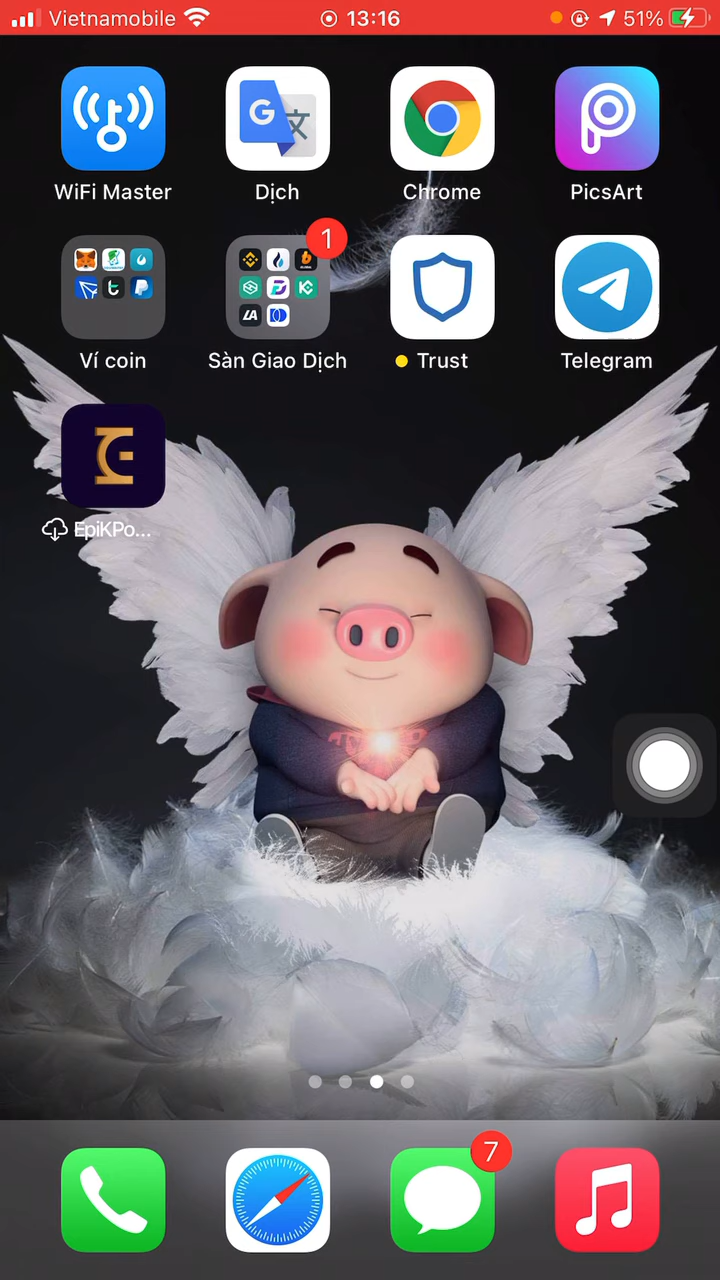 Vietnamobile 13:16 51%
WiFi Master Dịch Chrome PicsArt
1
Ví coin Sàn Giao Dịch Trust Telegram
EpiKPo...
7